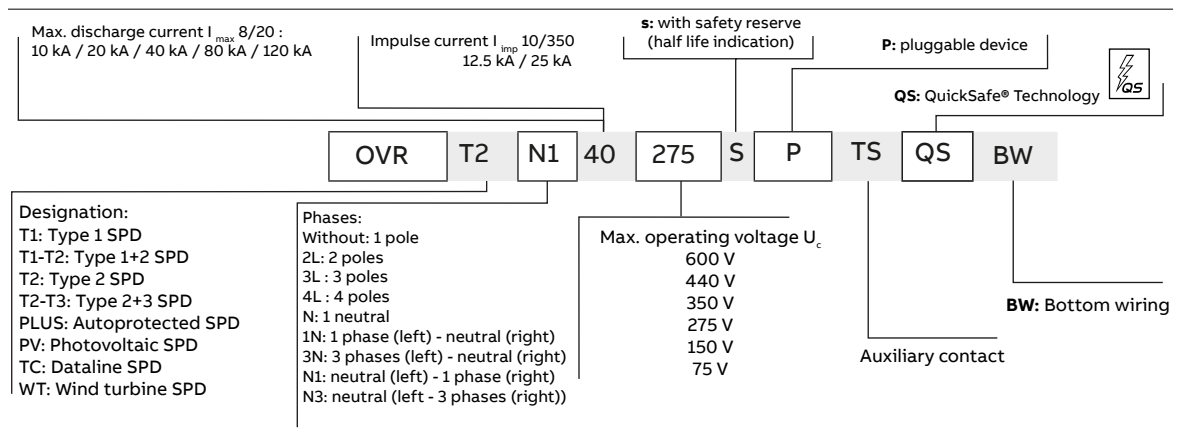 Max. discharge current I max 8/20 :
10 kA / 20 kA / 40 kA / 80 kA / 120 kA
Impulse current I imp 10/350
12.5 kA / 25 kA
s: with safety reserve
(half life indication)
P: pluggable device
QS: QuickSafe® Technology
QS
OVR T2 N1 40 275 S P TS QS BW
Designation:
T1: Type 1 SPD
T1-T2: Type 1+2 SPD
T2: Type 2 SPD
T2-T3: Type 2+3 SPD
PLUS: Autoprotected SPD
PV: Photovoltaic SPD
TC: Dataline SPD
WT: Wind turbine SPD
Phases:
Without: 1 pole
2L: 2 poles
3L : 3 poles
4L : 4 poles
N: 1 neutral
1N: 1 phase (left) - neutral (right)
3N: 3 phases (left) - neutral (right)
N1: neutral (left) - 1 phase (right)
N3: neutral (left - 3 phases (right))
Max. operating voltage Uc
600 V
440 V
350 V
275 V
150 V
75 V
Auxiliary contact
BW: Bottom wiring